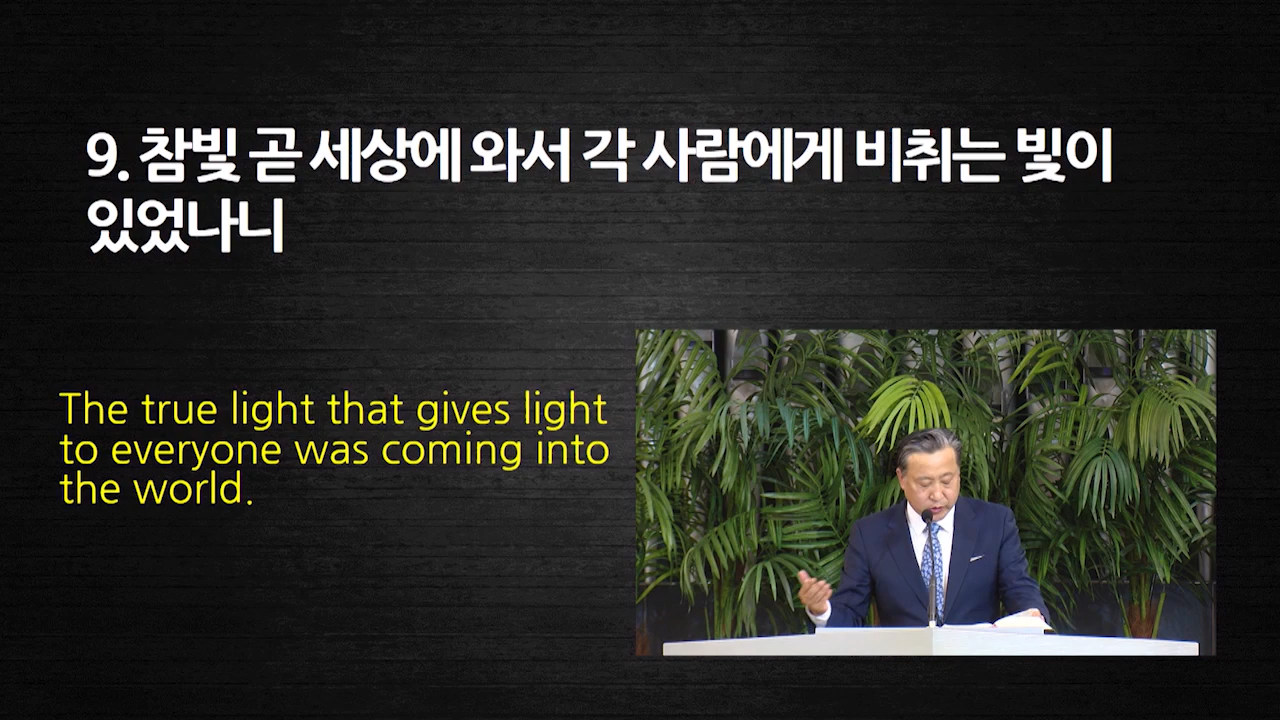 9. 참빛 곧 세상에 와서 각 사람에게 비취는 빛이
있었나니
The true light that gives light
to everyone was coming into
the world.